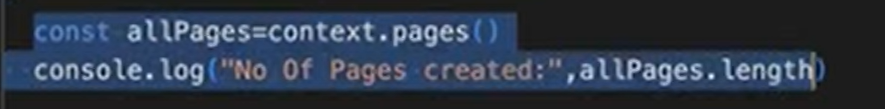 const allPages=context.pages()
console.log("No Of Pages created:",allPages.length)